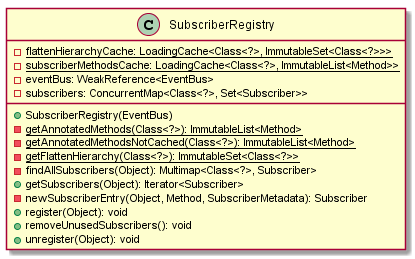 C SubscriberRegistry
flattenHierarchyCache: LoadingCache<Class<?>, ImmutableSet<Class<?>>>
subscriberMethodsCache: LoadingCache<Class<?>, ImmutableList<Method>>
eventBus: WeakReference<EventBus>
subscribers: ConcurrentMap<Class<?>, Set<Subscriber>>
SubscriberRegistry(EventBus)
getAnnotatedMethods(Class<?>): ImmutableList<Method>
getAnnotatedMethodsNotCached(Class<?>): ImmutableList<Method>
getFlattenHierarchy(Class<?>): ImmutableSet<Class<?>>
findAllSubscribers(Object): Multimap<Class<?>, Subscriber>
getSubscribers(Object): Iterator<Subscriber>
newSubscriberEntry(Object, Method, SubscriberMetadata): Subscriber
register(Object): void
removeUnusedSubscribers(): void
unregister(Object): void